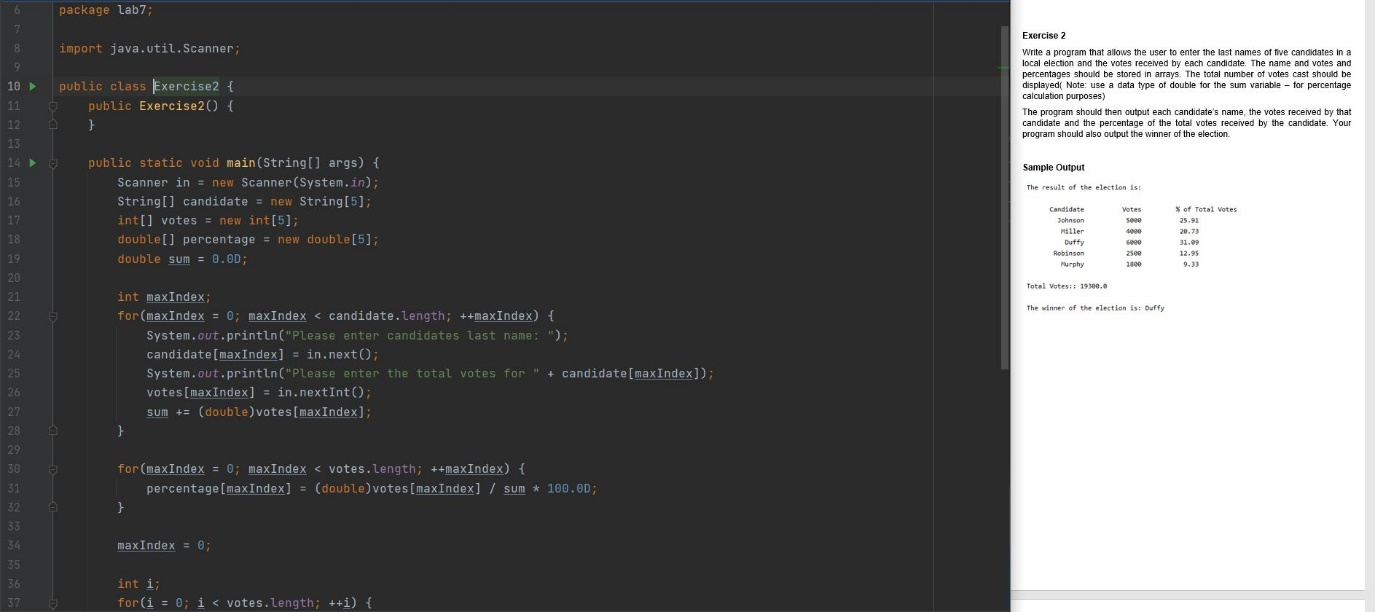 6 package lab7;
7
8 import java.util.Scanner;
9
10 public class Exercise2 {
11 public Exercise2() {
12 }
13
14 public static void main(String[] args) {
15 Scanner in = new Scanner(System.in);
16 String[] candidate = new String[5];
17 int[] votes = new int[5];
18 double[] percentage = new double[5];
19 double sum = 0.0D;
20
21 int maxIndex;
22 for(maxIndex = 0; maxIndex < candidate.length; ++maxIndex) {
23 System.out.println("Please enter candidates last name: ");
24 candidate[maxIndex] = in.next();
25 System.out.println("Please enter the total votes for " + candidate[maxIndex]);
26 votes[maxIndex] = in.nextInt();
27 sum += (double)votes[maxIndex];
28 }
29
30 for(maxIndex = 0; maxIndex < votes.length; ++maxIndex) {
31 percentage[maxIndex] = (double)votes[maxIndex] / sum * 100.0D;
32 }
33
34 maxIndex = 0;
35
36 int i;
37 for(i = 0; i < votes.length; ++i) {
Exercise 2
Write a program that allows the user to enter the last names of five candidates in a
local election and the votes received by each candidate. The name and votes and
percentages should be stored in arrays. The total number of votes cast should be
displayed( Note: use a data type of double for the sum variable – for percentage
calculation purposes)
The program should then output each candidate's name, the votes received by that
candidate and the percentage of the total votes received by the candidate. Your
program should also output the winner of the election.
Sample Output
The result of the election is:
Candidate Votes % of Total Votes
Johnson 5000 25.91
Miller 4000 20.73
Duffy 6000 31.09
Robinson 2500 12.95
Murphy 1800 9.33
Total Votes:: 19300.0
The winner of the election is: Duffy